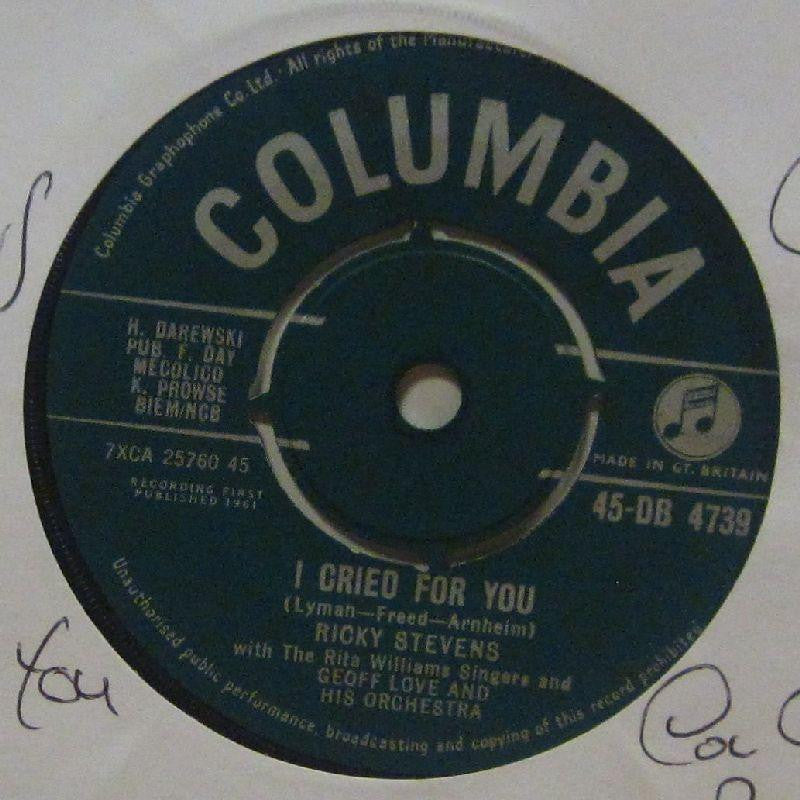 Columbia Graphophone Co. Ltd · All rights of the
COLUMBIA
H. DAREWSKI
PUB. F. DAY
MECOLICO
K. PROWSE
BIEM/NCB
7XCA 25760 45
RECORDING FIRST
PUBLISHED 1961
MADE IN GT. BRITAIN
45-DB 4739
I CRIED FOR YOU
(Lyman—Freed—Arnheim)
RICKY STEVENS
with The Rita Williams Singers and
GEOFF LOVE AND
HIS ORCHESTRA
Unauthorised public performance, broadcasting and copying of this record prohibited
You